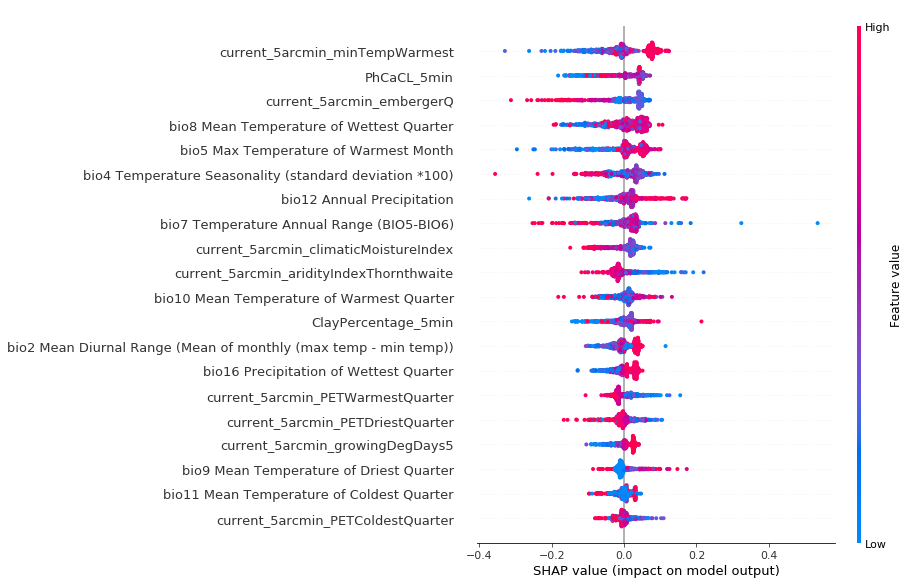 High
current_5arcmin_minTempWarmest
PhCaCL_5min
current_5arcmin_embergerQ
bio8 Mean Temperature of Wettest Quarter
bio5 Max Temperature of Warmest Month
bio4 Temperature Seasonality (standard deviation *100)
bio12 Annual Precipitation
bio7 Temperature Annual Range (BIO5-BIO6)
current_5arcmin_climaticMoistureIndex
current_5arcmin_aridityIndexThornthwaite
bio10 Mean Temperature of Warmest Quarter
ClayPercentage_5min
bio2 Mean Diurnal Range (Mean of monthly (max temp - min temp))
bio16 Precipitation of Wettest Quarter
current_5arcmin_PETWarmestQuarter
current_5arcmin_PETDriestQuarter
current_5arcmin_growingDegDays5
bio9 Mean Temperature of Driest Quarter
bio11 Mean Temperature of Coldest Quarter
current_5arcmin_PETColdestQuarter
Feature value
Low
−0.4 −0.2 0.0 0.2 0.4
SHAP value (impact on model output)